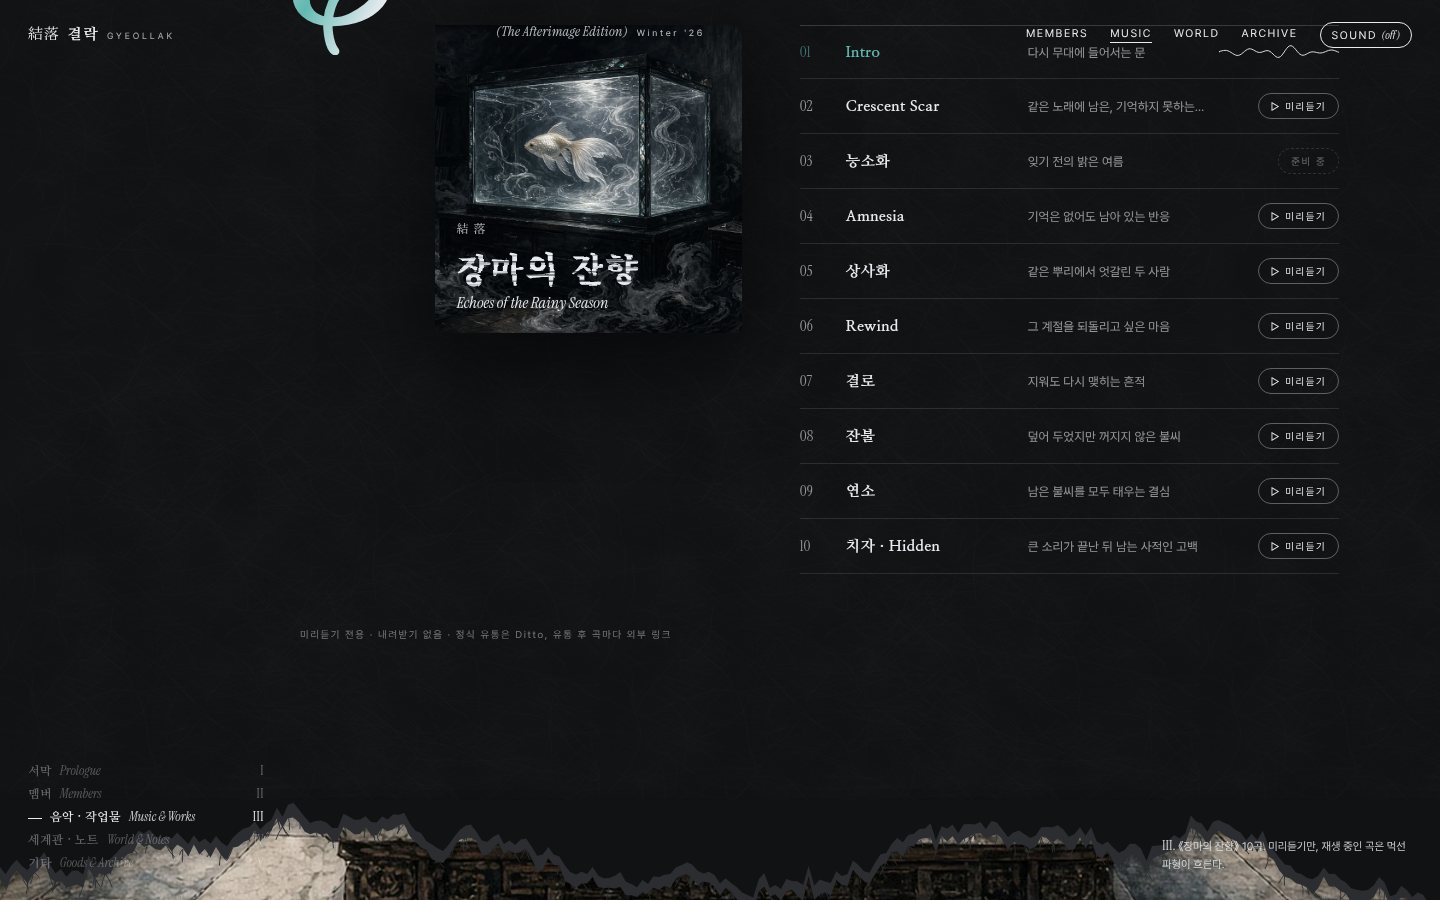 結落 결락 GYEOLLAK
MEMBERS MUSIC WORLD ARCHIVE SOUND (off)
(The Afterimage Edition) Winter '26
結落
장마의 잔향
Echoes of the Rainy Season
01 Intro 다시 무대에 들어서는 문
02 Crescent Scar 같은 노래에 남은, 기억하지 못하는... ▷ 미리듣기
03 능소화 잊기 전의 밝은 여름 준비 중
04 Amnesia 기억은 없어도 남아 있는 반응 ▷ 미리듣기
05 상사화 같은 뿌리에서 엇갈린 두 사람 ▷ 미리듣기
06 Rewind 그 계절을 되돌리고 싶은 마음 ▷ 미리듣기
07 결로 지워도 다시 맺히는 흔적 ▷ 미리듣기
08 잔불 덮어 두었지만 꺼지지 않은 불씨 ▷ 미리듣기
09 연소 남은 불씨를 모두 태우는 결심 ▷ 미리듣기
10 치자 · Hidden 큰 소리가 끝난 뒤 남는 사적인 고백 ▷ 미리듣기
미리듣기 전용 · 내려받기 없음 · 정식 유통은 Ditto, 유통 후 곡마다 외부 링크
서막 Prologue I
멤버 Members II
— 음악 · 작업물 Music & Works III
세계관 · 노트 World & Notes
기타 Goods & Archive V
III. 《장마의 잔향》 10곡. 미리듣기만, 재생 중인 곡은 먹선
파형이 흐른다.